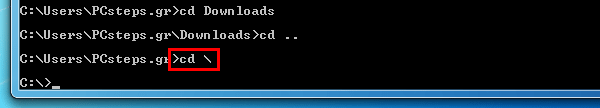 C:\Users\PCsteps.gr>cd Downloads
C:\Users\PCsteps.gr\Downloads>cd ..
C:\Users\PCsteps.gr>cd \
C:\>_